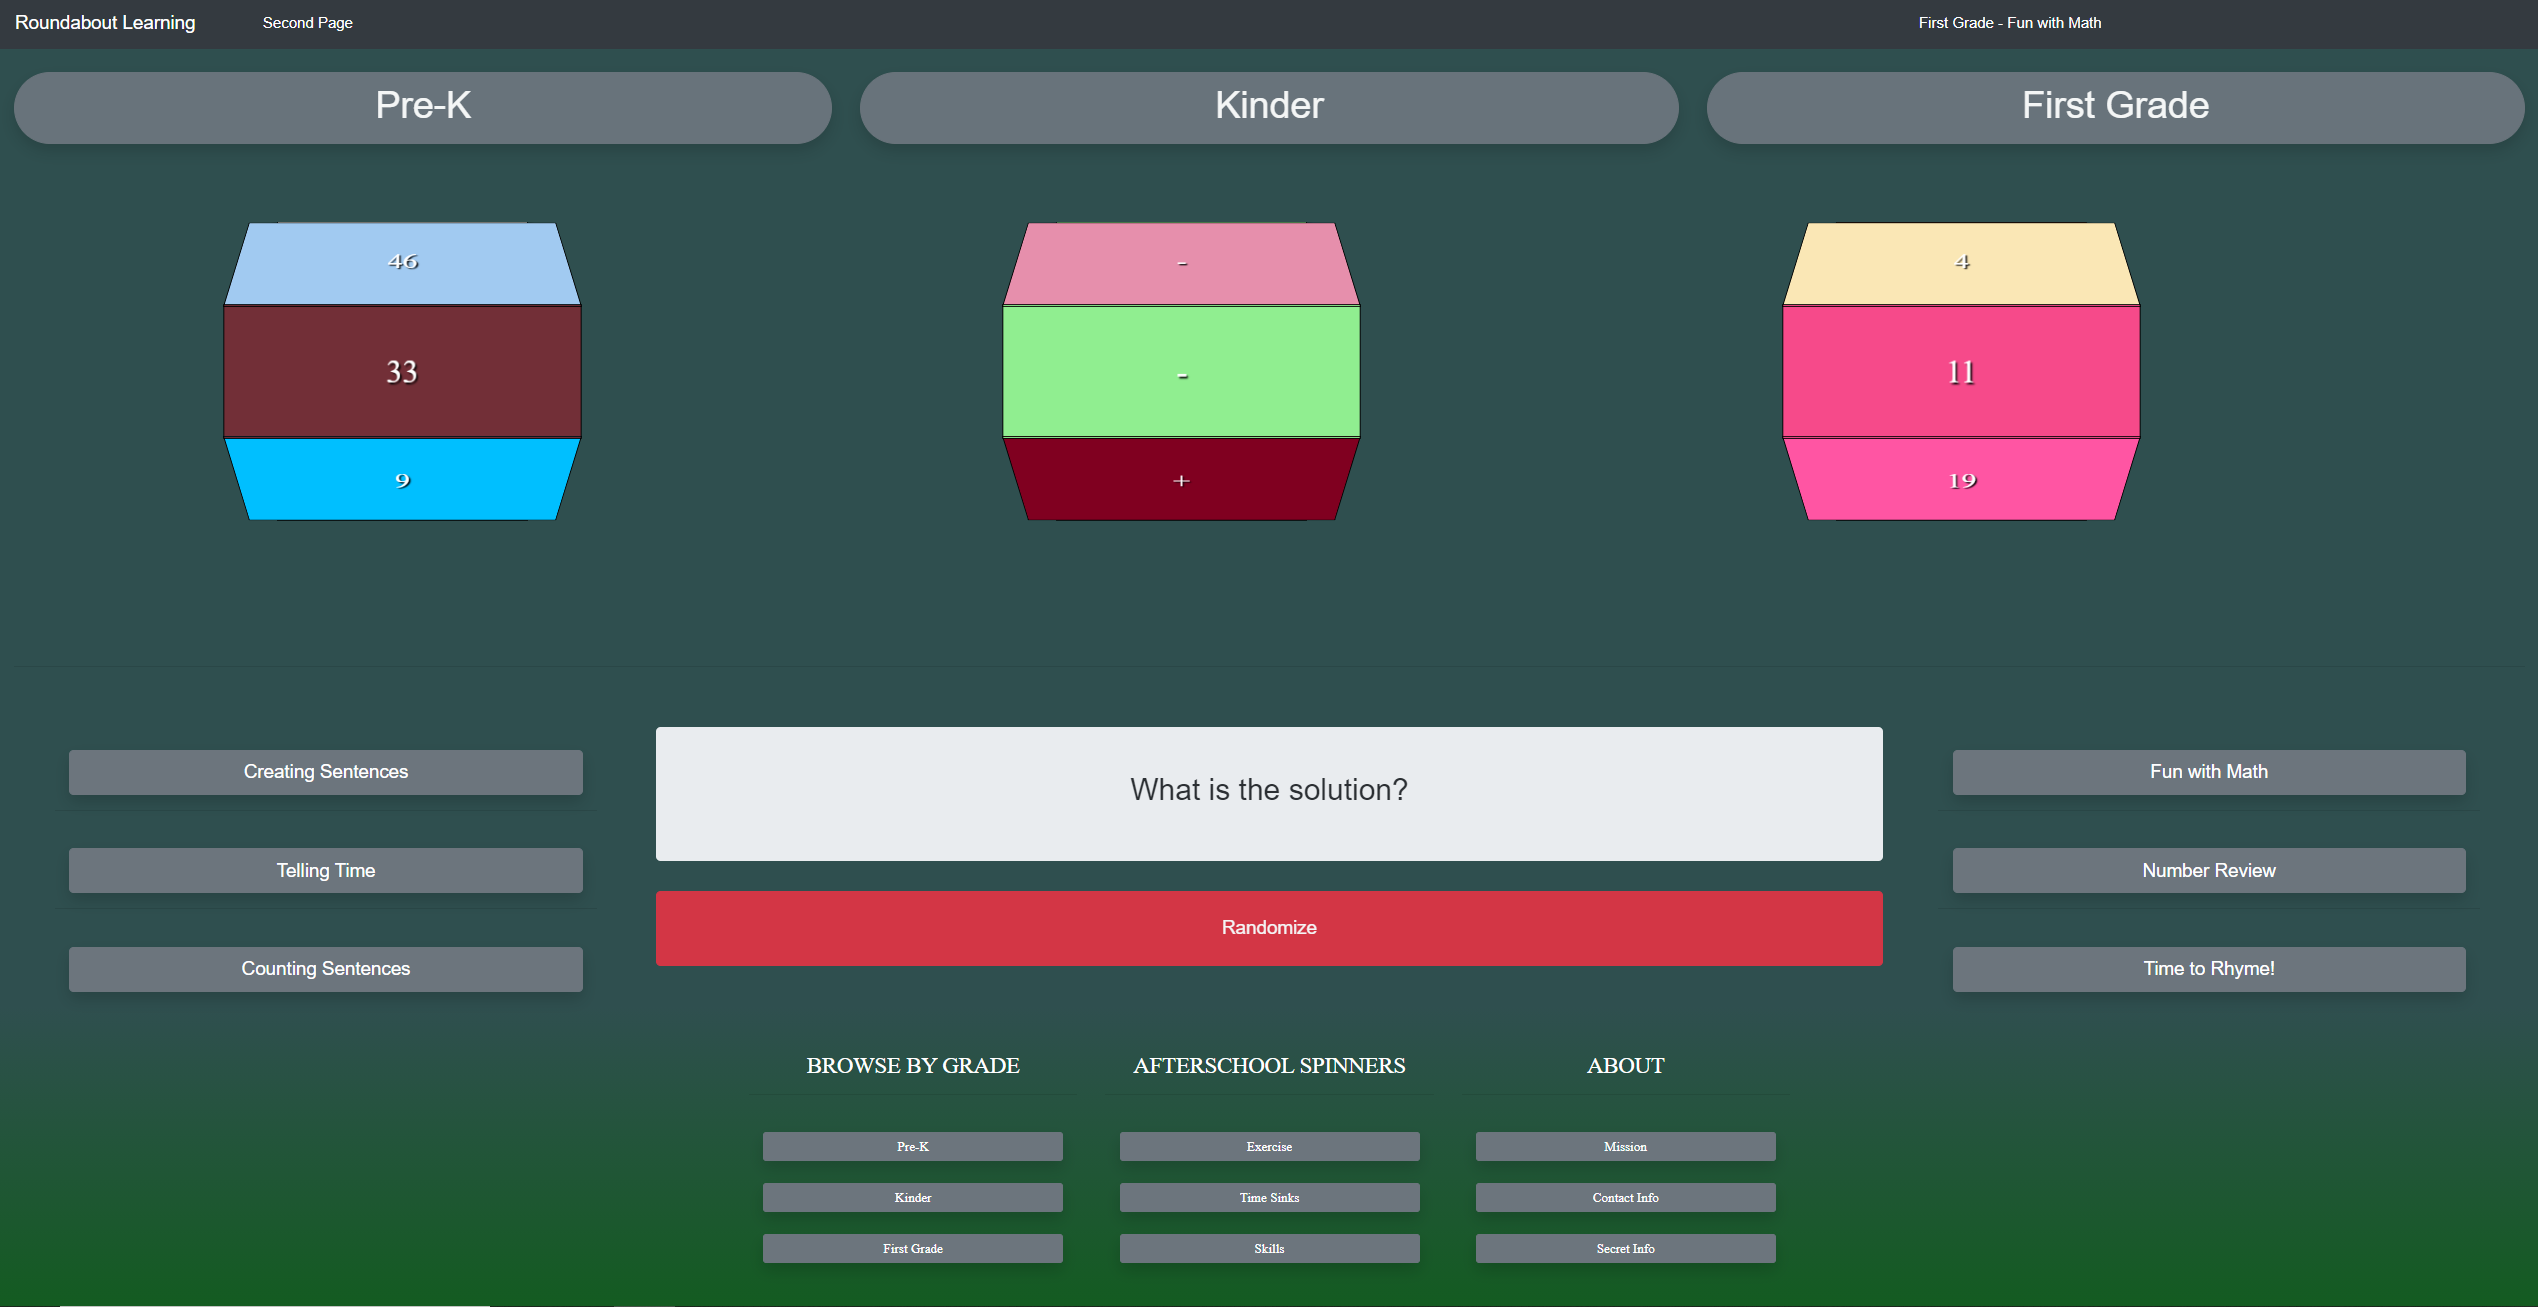 Roundabout Learning Second Page First Grade - Fun with Math
Pre-K Kinder First Grade
46 - 4
33 - 11
9 + 19
What is the solution?
Randomize
Creating Sentences
Telling Time
Counting Sentences
Fun with Math
Number Review
Time to Rhyme!
BROWSE BY GRADE
Pre-K
Kinder
First Grade
AFTERSCHOOL SPINNERS
Exercise
Time Sinks
Skills
ABOUT
Mission
Contact Info
Secret Info